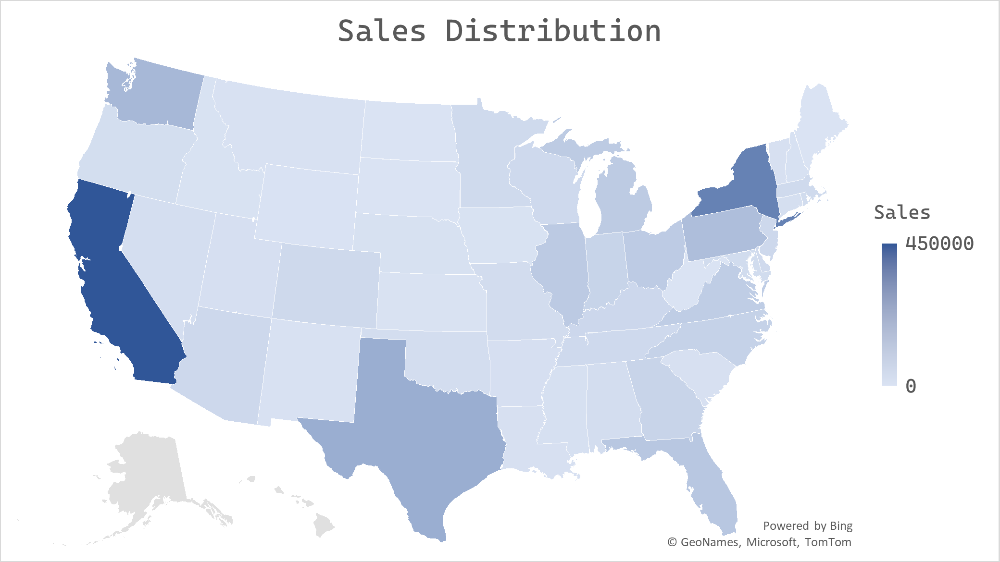 Sales Distribution
Sales
450000
0
Powered by Bing
© GeoNames, Microsoft, TomTom